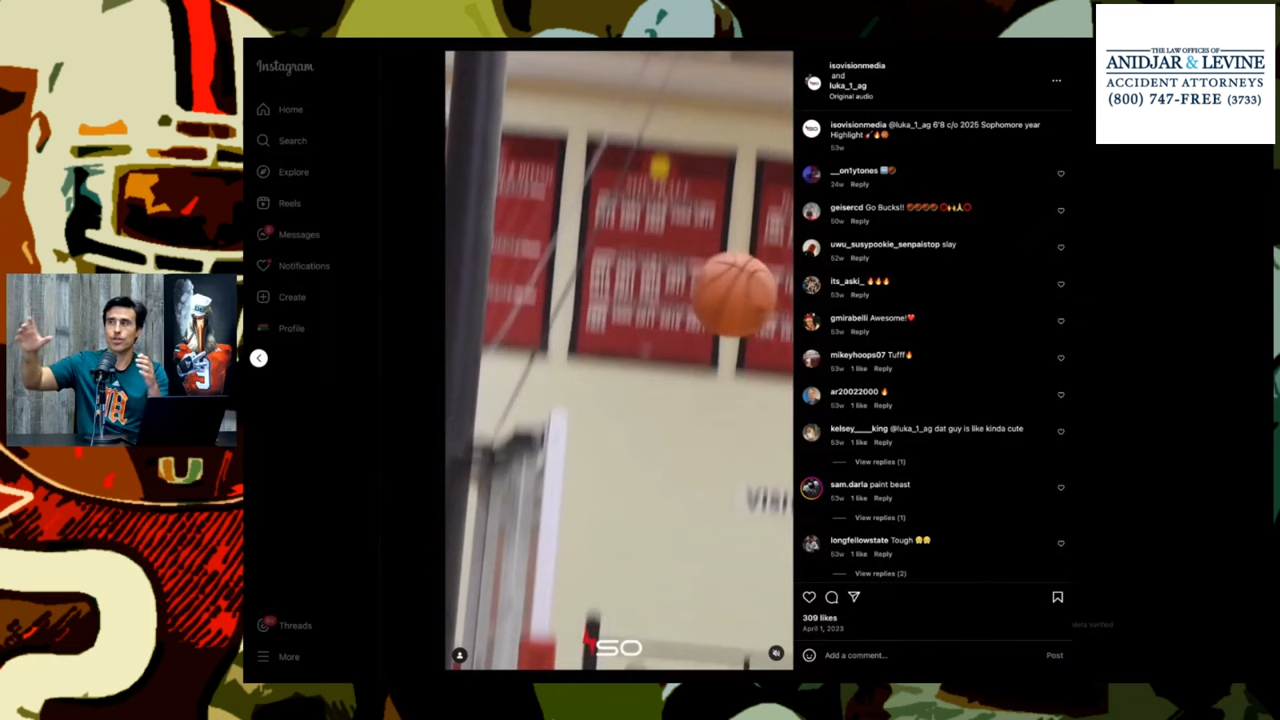 THE LAW OFFICES OF
ANIDJAR & LEVINE
ACCIDENT ATTORNEYS
(800) 747-FREE (3733)
Instagram
Home
Search
Explore
Reels
Messages
Notifications
Create
Profile
Threads
More
VISI
ISO
isovisionmedia
and
luka_1_ag
Original audio
isovisionmedia @luka_1_ag 6'8 c/o 2025 Sophomore year
Highlight 🏀🔥
53w
__on1ytones
24w Reply
geisercd Go Bucks!!
50w Reply
uwu_susypookie_senpaistop slay
52w Reply
its_aski_ 🔥🔥🔥
53w Reply
gmirabelli Awesome!❤️
53w Reply
mikeyhoops07 Tufff🔥
53w 1 like Reply
ar20022000 🔥
53w 1 like Reply
kelsey____king @luka_1_ag dat guy is like kinda cute
53w 1 like Reply
View replies (1)
sam.darla paint beast
53w 1 like Reply
View replies (1)
longfellowstate Tough
53w 1 like Reply
View replies (2)
309 likes
April 1, 2023
Add a comment...
Post
Meta Verified